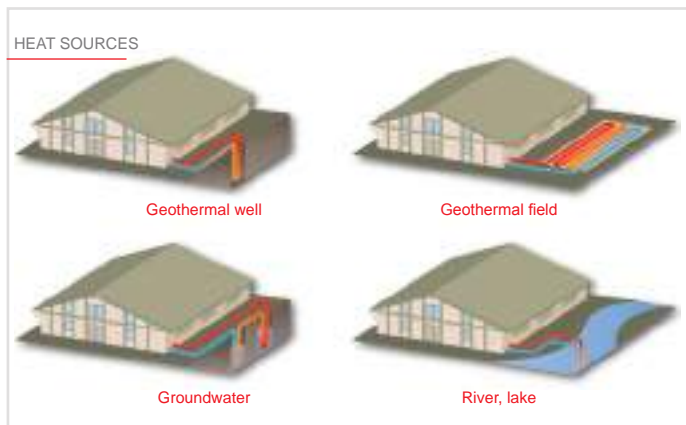 HEAT SOURCES
Geothermal well
Geothermal field
Groundwater
River, lake